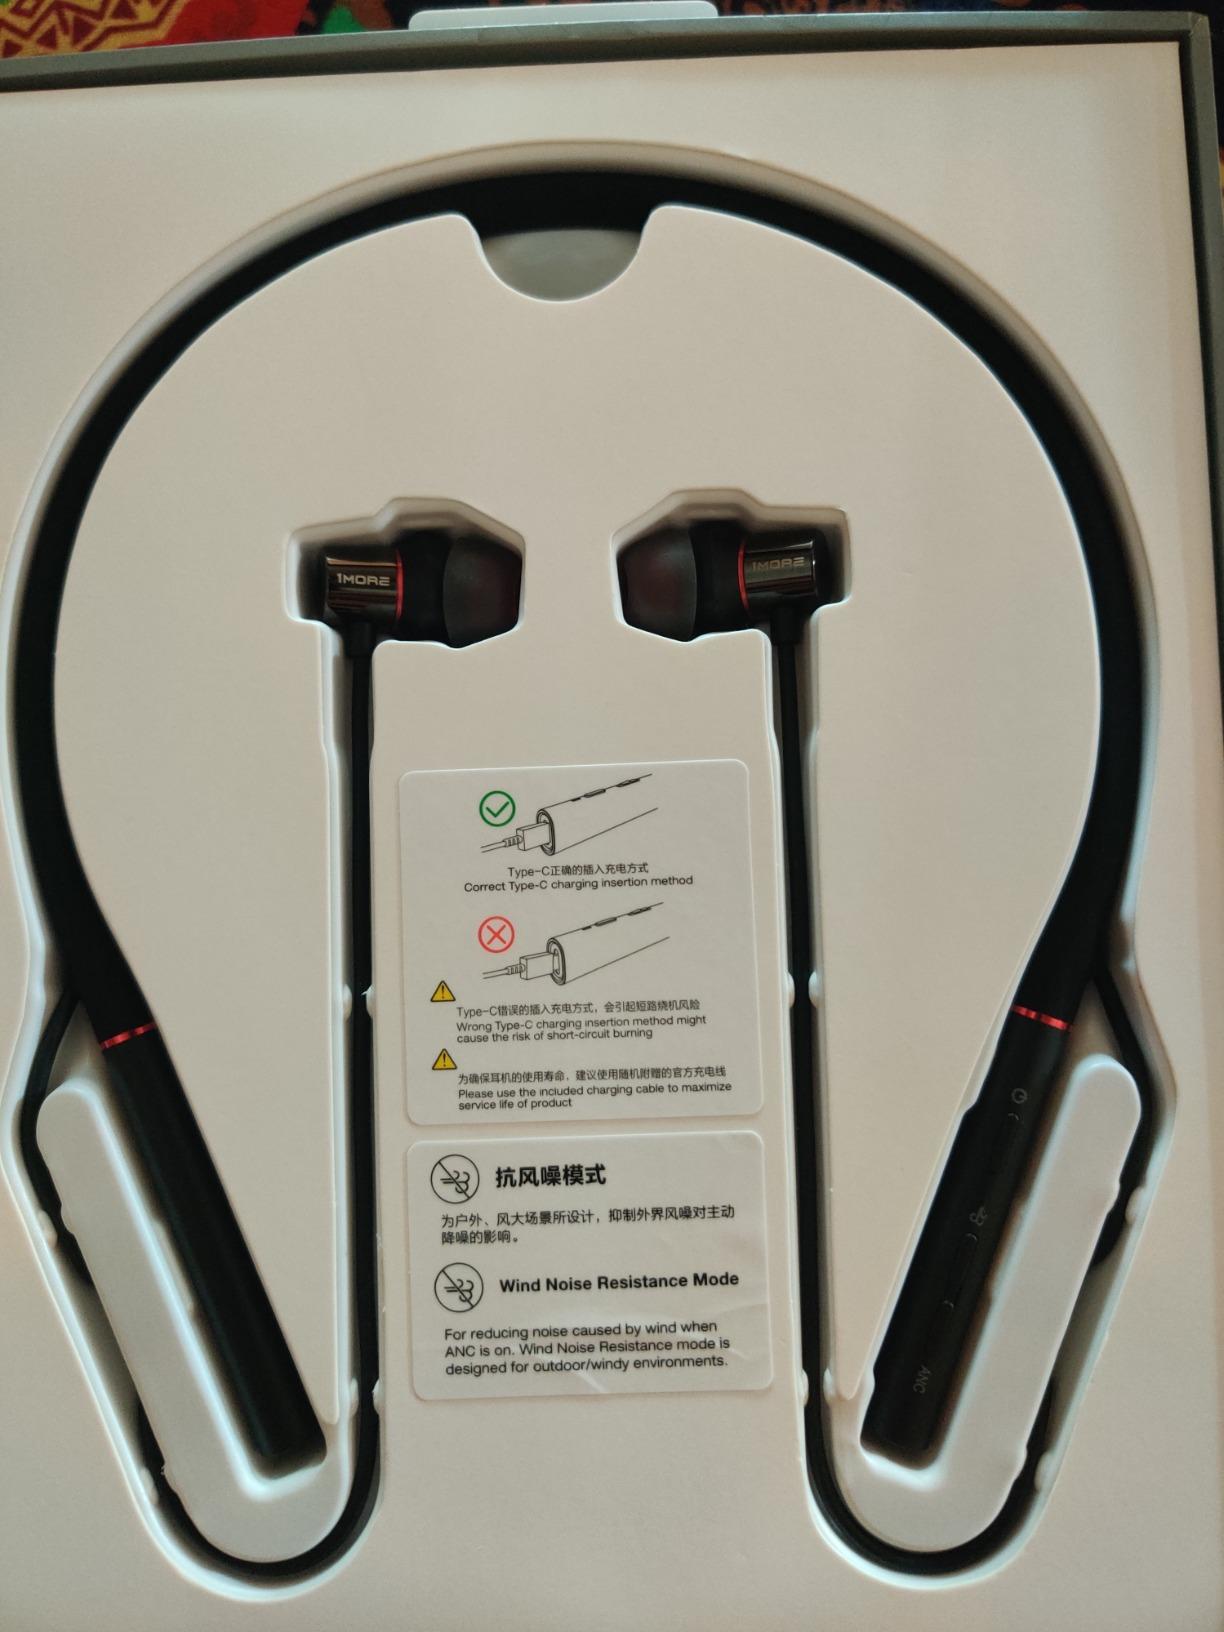 1MORE
1MORE
Type-C正确的插入充电方式
Correct Type-C charging insertion method
Type-C错误的插入充电方式，会引起短路烧机风险
Wrong Type-C charging insertion method might
cause the risk of short-circuit burning
为确保耳机的使用寿命，建议使用随机附赠的官方充电线
Please use the included charging cable to maximize
service life of product
抗风噪模式
为户外、风大场景所设计，抑制外界风噪对主动
降噪的影响。
Wind Noise Resistance Mode
For reducing noise caused by wind when
ANC is on. Wind Noise Resistance mode is
designed for outdoor/windy environments.
ANC